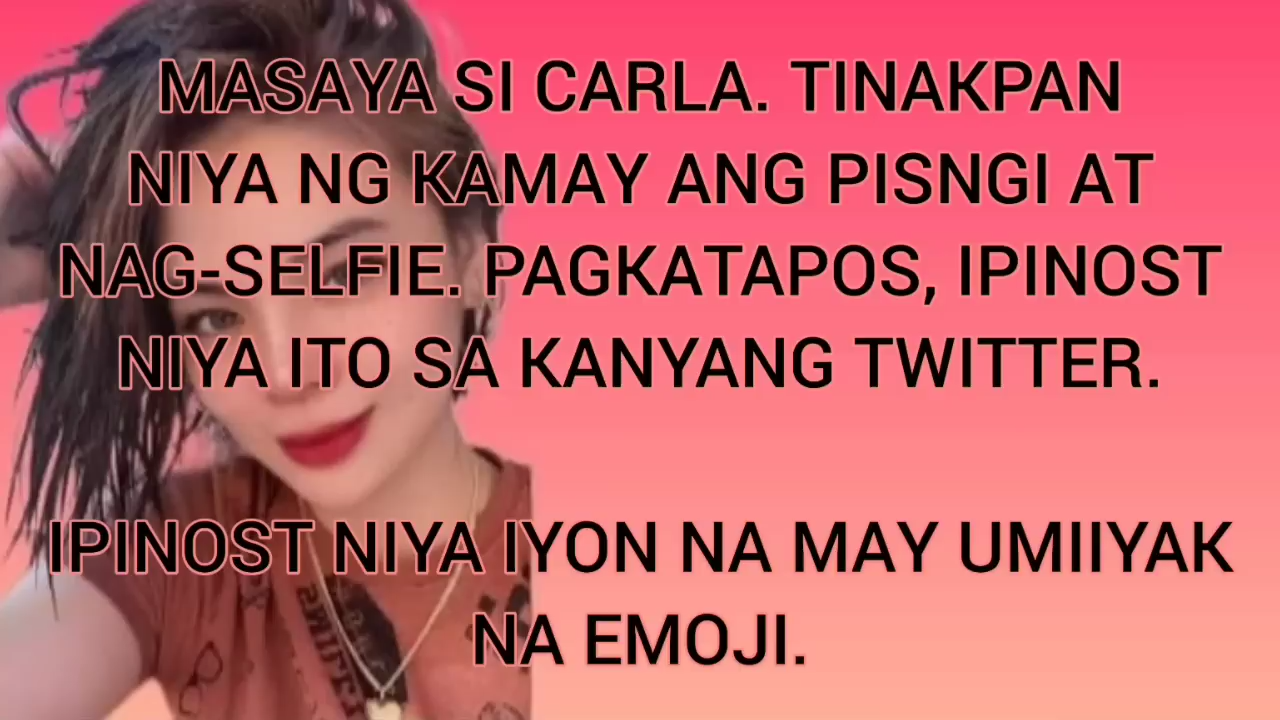 MASAYA SI CARLA. TINAKPAN
NIYA NG KAMAY ANG PISNGI AT
NAG-SELFIE. PAGKATAPOS, IPINOST
NIYA ITO SA KANYANG TWITTER.
IPINOST NIYA IYON NA MAY UMIIYAK
NA EMOJI.